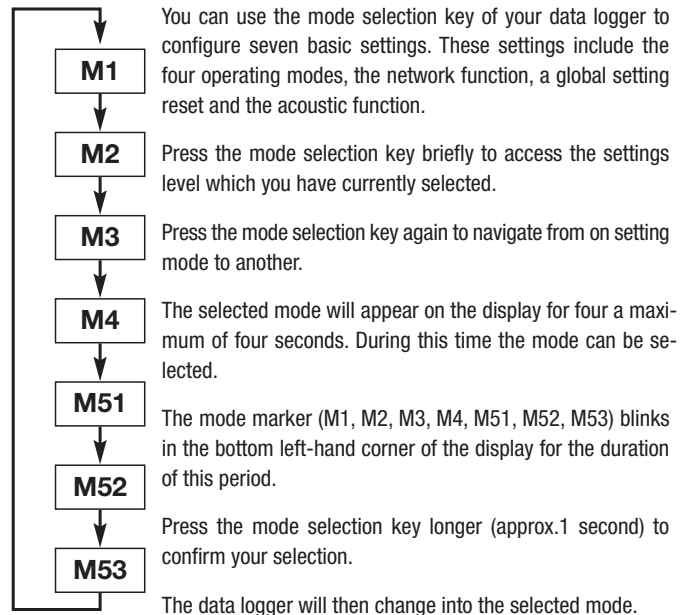 M1
M2
M3
M4
M51
M52
M53
You can use the mode selection key of your data logger to
configure seven basic settings. These settings include the
four operating modes, the network function, a global setting
reset and the acoustic function.
Press the mode selection key briefly to access the settings
level which you have currently selected.
Press the mode selection key again to navigate from on setting
mode to another.
The selected mode will appear on the display for four a maxi-
mum of four seconds. During this time the mode can be se-
lected.
The mode marker (M1, M2, M3, M4, M51, M52, M53) blinks
in the bottom left-hand corner of the display for the duration
of this period.
Press the mode selection key longer (approx.1 second) to
confirm your selection.
The data logger will then change into the selected mode.